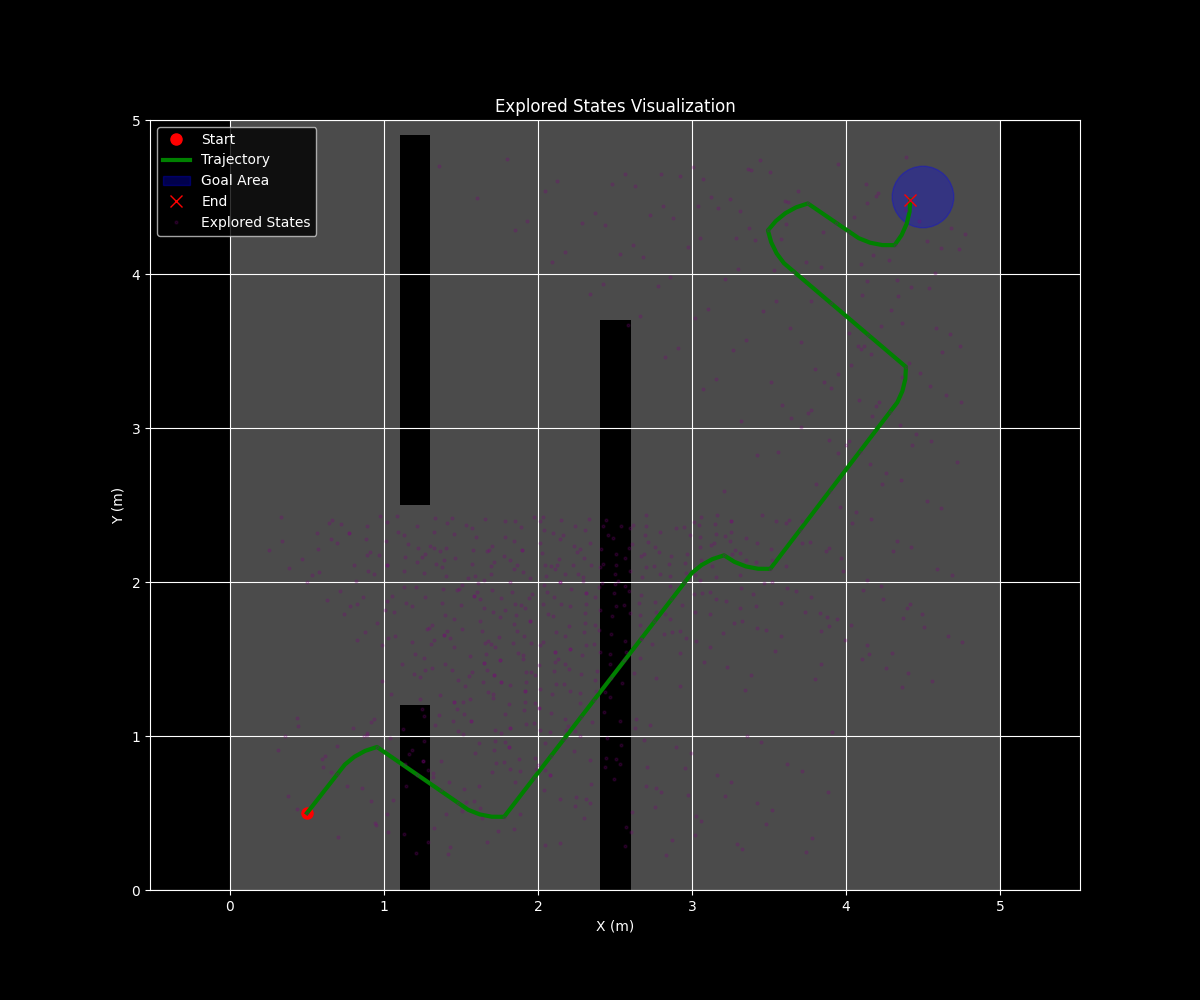 Explored States Visualization
Start
Trajectory
Goal Area
End
Explored States
5
4
3
2
1
0
Y (m)
0 1 2 3 4 5
X (m)